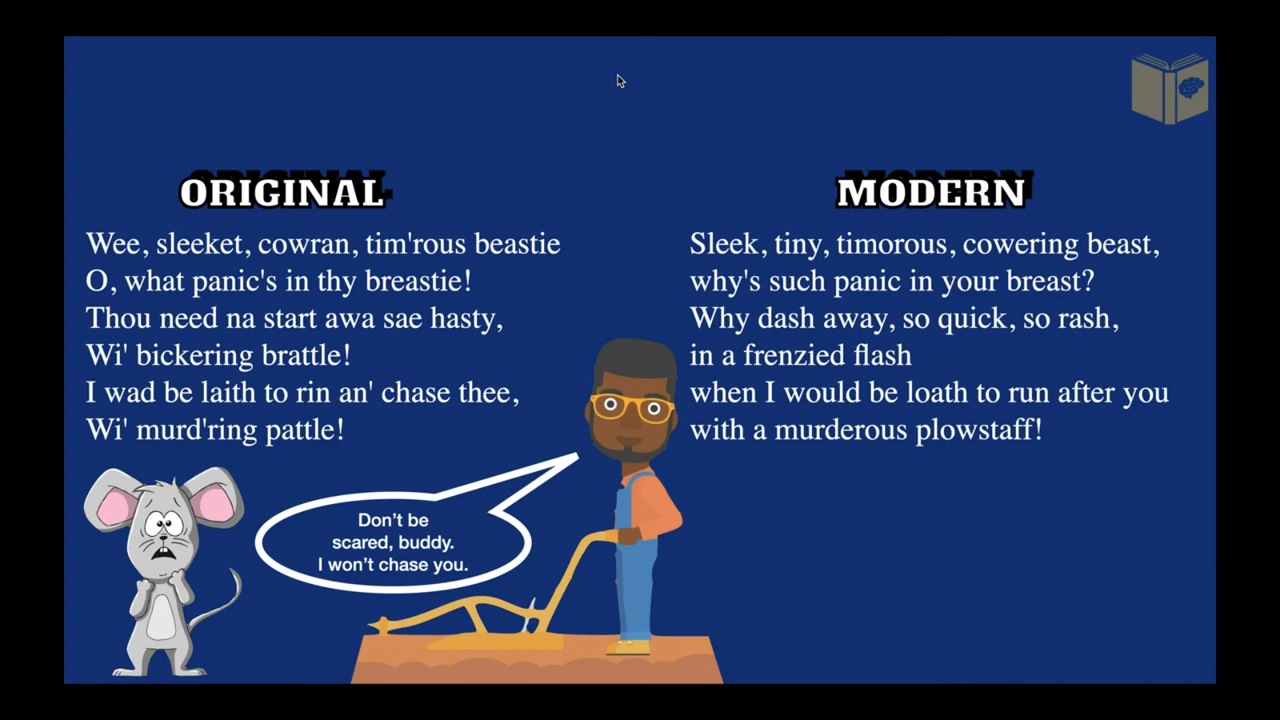 ORIGINAL
Wee, sleeket, cowran, tim'rous beastie
O, what panic's in thy breastie!
Thou need na start awa sae hasty,
Wi' bickering brattle!
I wad be laith to rin an' chase thee,
Wi' murd'ring pattle!
MODERN
Sleek, tiny, timorous, cowering beast,
why's such panic in your breast?
Why dash away, so quick, so rash,
in a frenzied flash
when I would be loath to run after you
with a murderous plowstaff!
Don't be
scared, buddy.
I won't chase you.